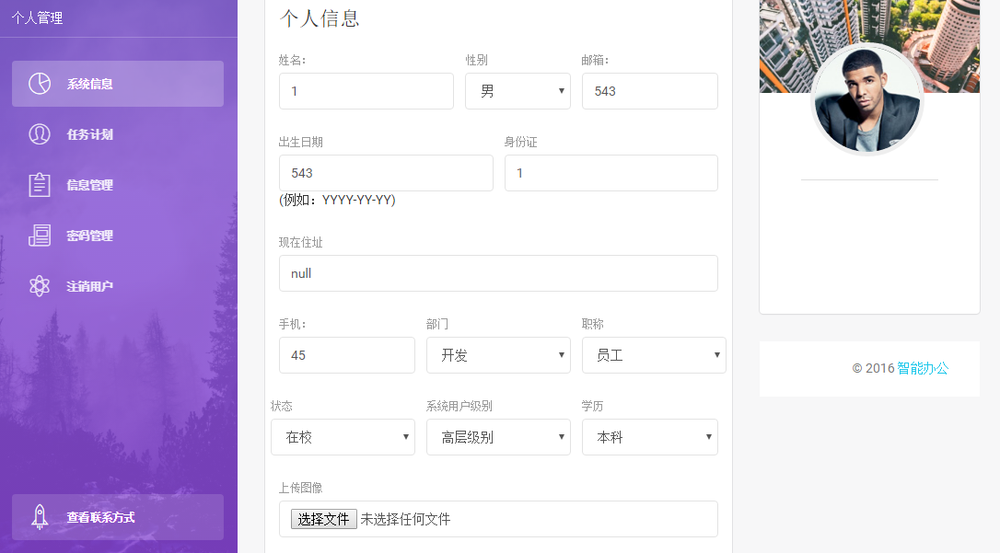 个人管理
系统信息
任务计划
信息管理
密码管理
注销用户
查看联系方式
个人信息
姓名：
性别
邮箱：
1
男
543
出生日期
身份证
543
1
(例如：YYYY-YY-YY)
现在住址
null
手机：
部门
职称
45
开发
员工
状态
系统用户级别
学历
在校
高层级别
本科
上传图像
选择文件 未选择任何文件
© 2016 智能办公